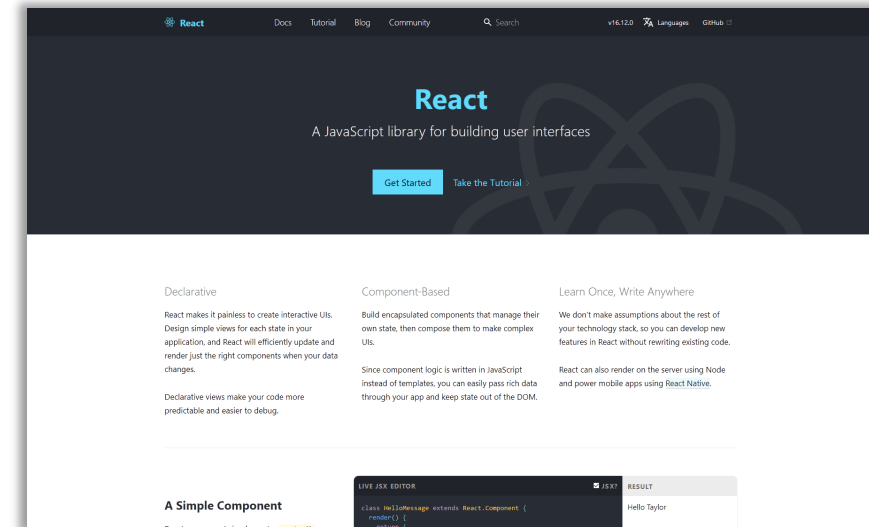 React
Docs
Tutorial
Blog
Community
Search
v16.12.0
Languages
GitHub
React
A JavaScript library for building user interfaces
Get Started
Take the Tutorial >
Declarative
React makes it painless to create interactive UIs.
Design simple views for each state in your
application, and React will efficiently update and
render just the right components when your data
changes.
Declarative views make your code more
predictable and easier to debug.
Component-Based
Build encapsulated components that manage their
own state, then compose them to make complex
UIs.
Since component logic is written in JavaScript
instead of templates, you can easily pass rich data
through your app and keep state out of the DOM.
Learn Once, Write Anywhere
We don't make assumptions about the rest of
your technology stack, so you can develop new
features in React without rewriting existing code.
React can also render on the server using Node
and power mobile apps using React Native.
A Simple Component
LIVE JSX EDITOR
JSX?
class HelloMessage extends React.Component {
render() {
RESULT
Hello Taylor